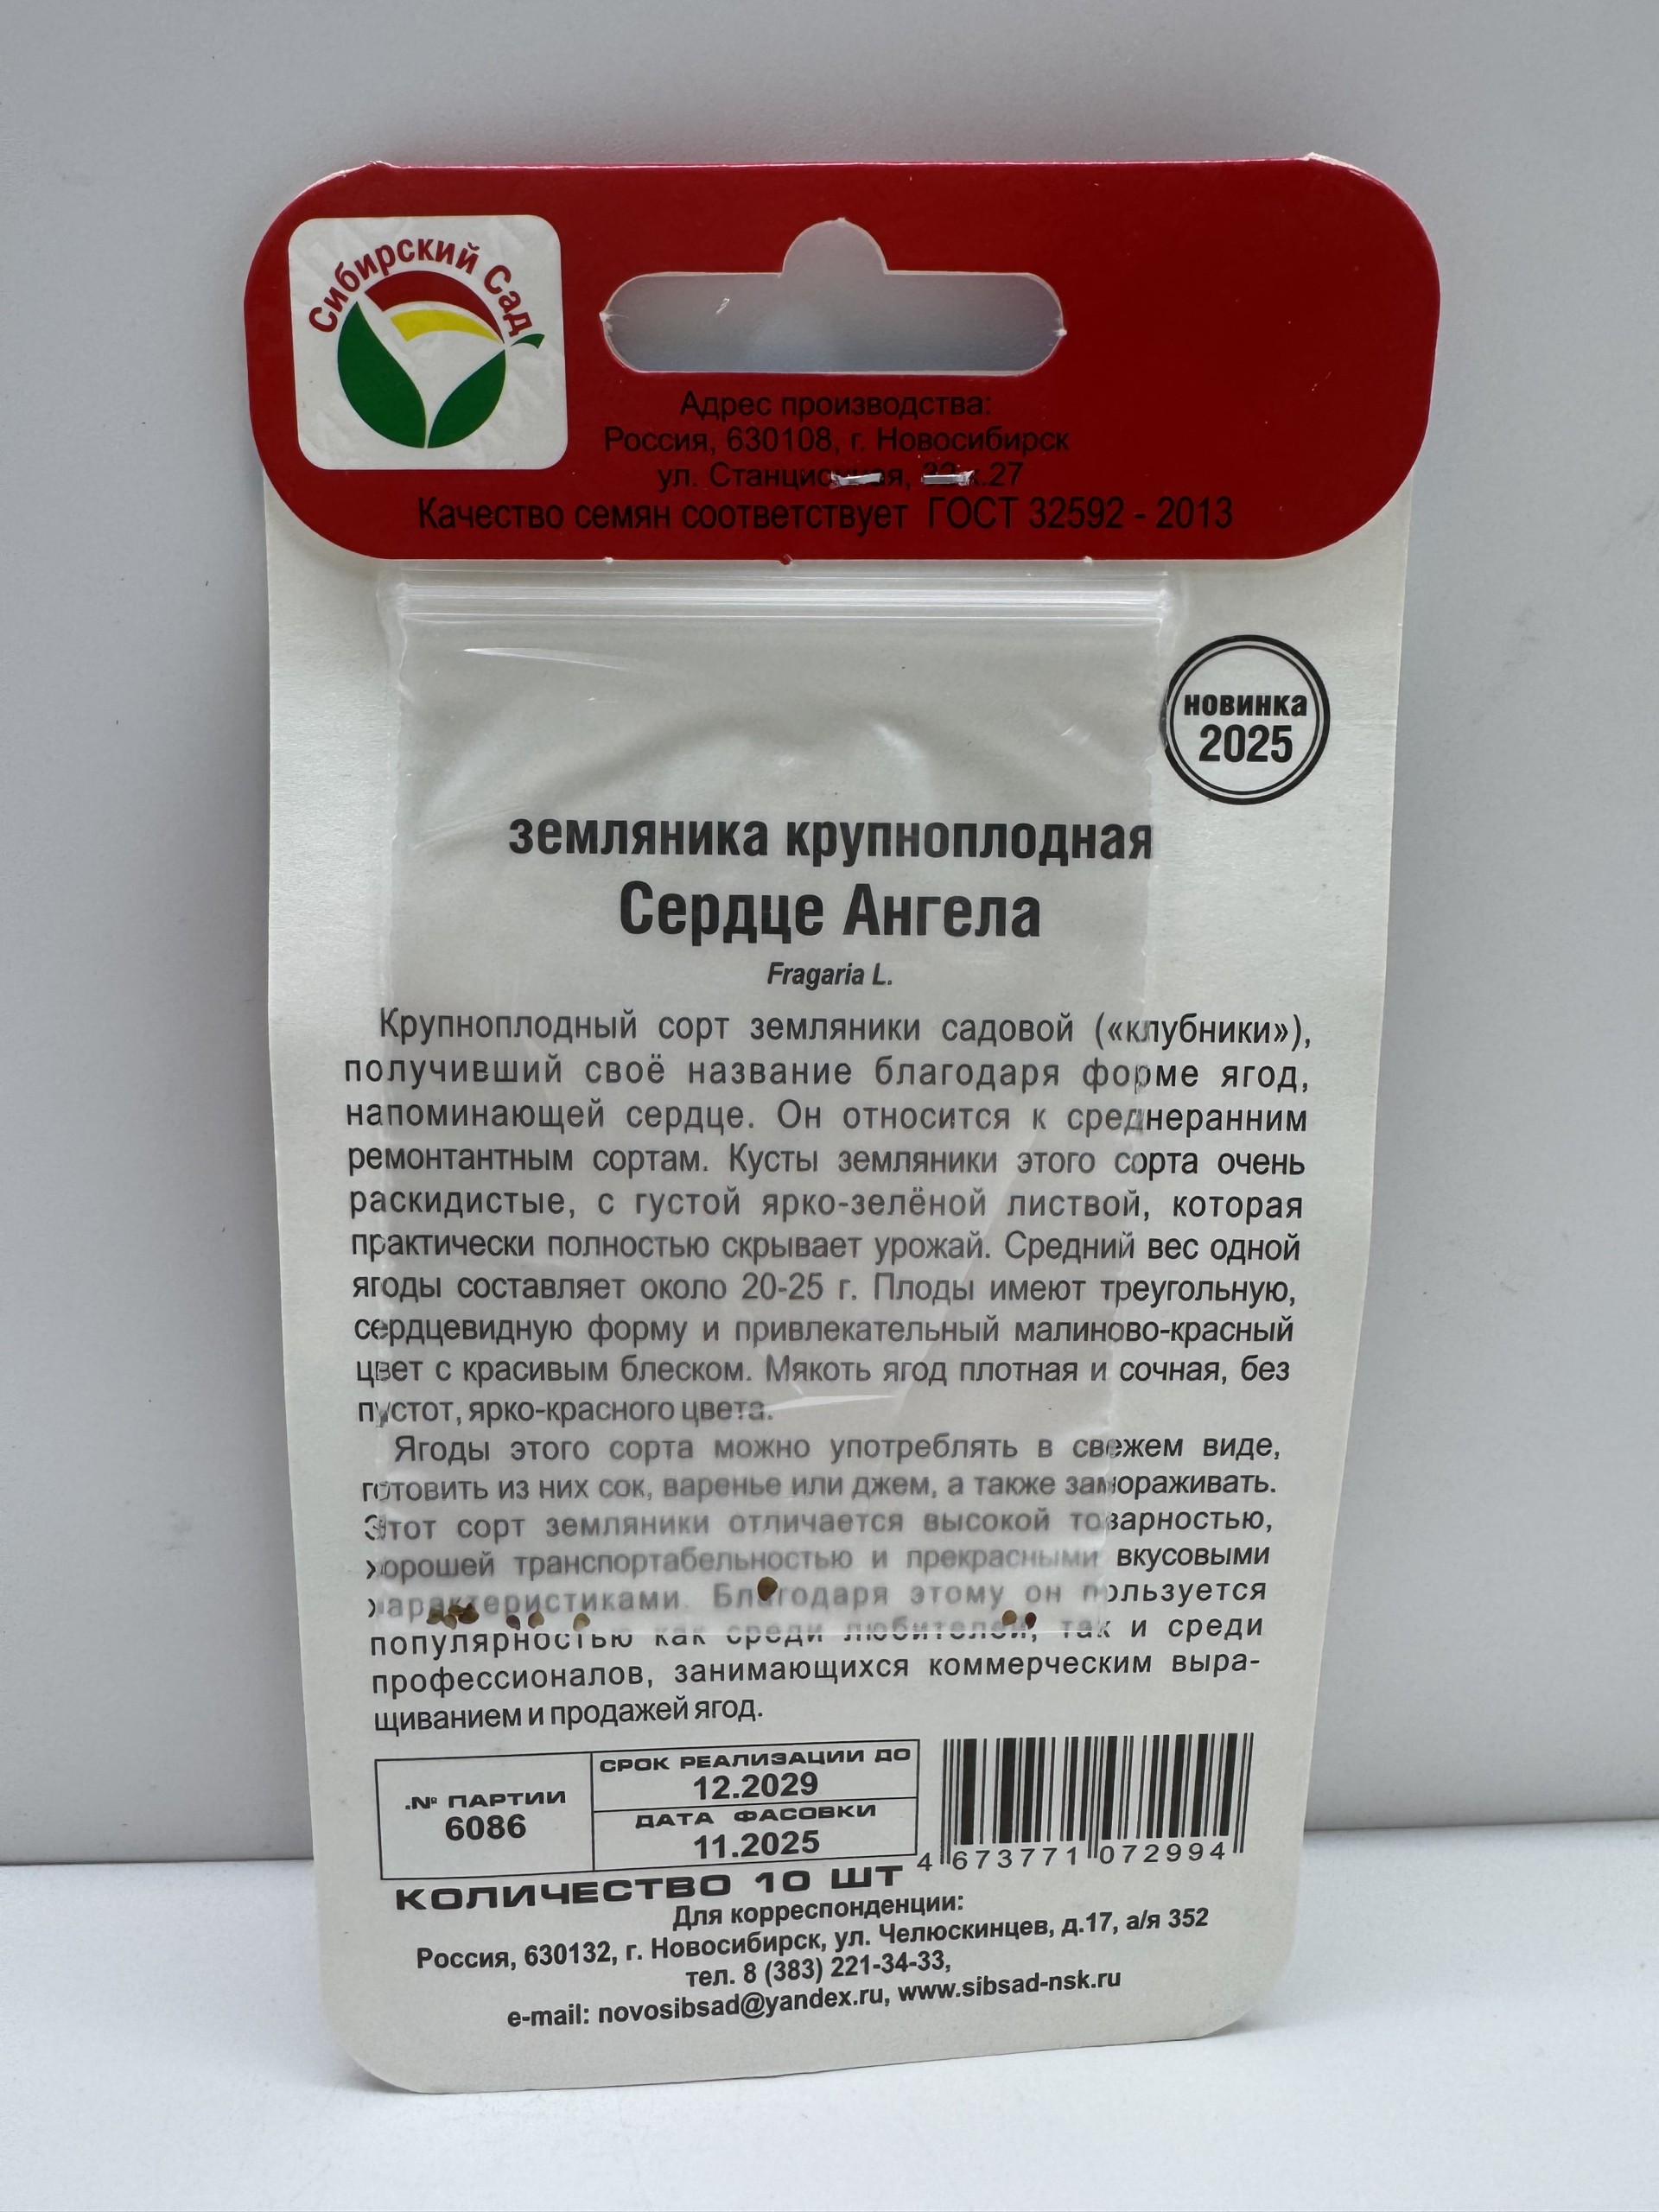 Сибирский Сад
Адрес производства:
Россия, 630108, г. Новосибирск
ул. 27
Качество семян соответствует ГОСТ 32592 - 2013
новинка
2025
земляника крупноплодная
Сердце Ангела
Fragaria L.
Крупноплодный сорт земляники садовой («клубники»),
получивший своё название благодаря форме ягод,
напоминающей сердце. Он относится к среднеранним
ремонтантным сортам. Кусты земляники этого сорта очень
раскидистые, с густой ярко-зелёной листвой, которая
практически полностью скрывает урожай. Средний вес одной
ягоды составляет около 20-25 г. Плоды имеют треугольную,
сердцевидную форму и привлекательный малиново-красный
цвет с красивым блеском. Мякоть ягод плотная и сочная, без
пустот, ярко-красного цвета.
Ягоды этого сорта можно употреблять в свежем виде,
готовить из них сок, варенье или джем, а также замораживать.
Этот сорт земляники отличается высокой товарностью,
хорошей транспортабельностью и прекрасными вкусовыми
характеристиками. Благодаря этому он пользуется
популярностью как среди любителей, так и среди
профессионалов, занимающихся коммерческим выра-
щиванием и продажей ягод.
.№ ПАРТИИ
6086
СРОК РЕАЛИЗАЦИИ ДО
12.2029
ДАТА ФАСОВКИ
11.2025
4 673771 072994
КОЛИЧЕСТВО 10 ШТ
Для корреспонденции:
Россия, 630132, г. Новосибирск, ул. Челюскинцев, д.17, а/я 352
тел. 8 (383) 221-34-33,
e-mail: novosibsad@yandex.ru, www.sibsad-nsk.ru